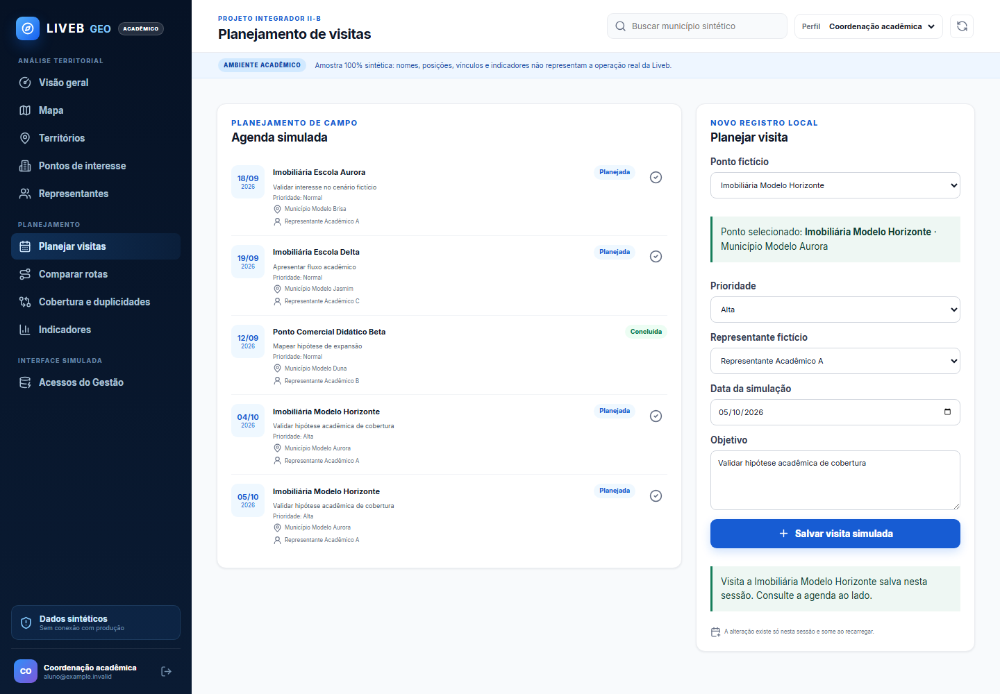 LIVEB GEO ACADÊMICO
ANÁLISE TERRITORIAL
Visão geral
Mapa
Territórios
Pontos de interesse
Representantes
PLANEJAMENTO
Planejar visitas
Comparar rotas
Cobertura e duplicidades
Indicadores
INTERFACE SIMULADA
Acessos do Gestão
Dados sintéticos
Sem conexão com produção
CO
Coordenação acadêmica
aluno@example.invalid
PROJETO INTEGRADOR II-B
Planejamento de visitas
Buscar município sintético
Perfil Coordenação acadêmica
AMBIENTE ACADÊMICO Amostra 100% sintética: nomes, posições, vínculos e indicadores não representam a operação real da Liveb.
PLANEJAMENTO DE CAMPO
Agenda simulada
18/09
2026
Imobiliária Escola Aurora
Validar interesse no cenário fictício
Prioridade: Normal
Município Modelo Brisa
Representante Acadêmico A
Planejada
19/09
2026
Imobiliária Escola Delta
Apresentar fluxo acadêmico
Prioridade: Normal
Município Modelo Jasmim
Representante Acadêmico C
Planejada
12/09
2026
Ponto Comercial Didático Beta
Mapear hipótese de expansão
Prioridade: Normal
Município Modelo Duna
Representante Acadêmico B
Concluída
04/10
2026
Imobiliária Modelo Horizonte
Validar hipótese acadêmica de cobertura
Prioridade: Alta
Município Modelo Aurora
Representante Acadêmico A
Planejada
05/10
2026
Imobiliária Modelo Horizonte
Validar hipótese acadêmica de cobertura
Prioridade: Alta
Município Modelo Aurora
Representante Acadêmico A
Planejada
NOVO REGISTRO LOCAL
Planejar visita
Ponto fictício
Imobiliária Modelo Horizonte
Ponto selecionado: Imobiliária Modelo Horizonte ·
Município Modelo Aurora
Prioridade
Alta
Representante fictício
Representante Acadêmico A
Data da simulação
05/10/2026
Objetivo
Validar hipótese acadêmica de cobertura
Salvar visita simulada
Visita a Imobiliária Modelo Horizonte salva nesta
sessão. Consulte a agenda ao lado.
A alteração existe só nesta sessão e some ao recarregar.